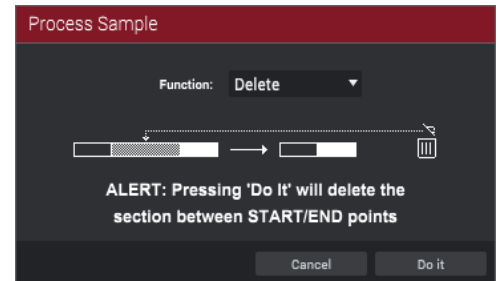 Process Sample
Function: Delete
ALERT: Pressing 'Do It' will delete the
section between START/END points
Cancel Do it